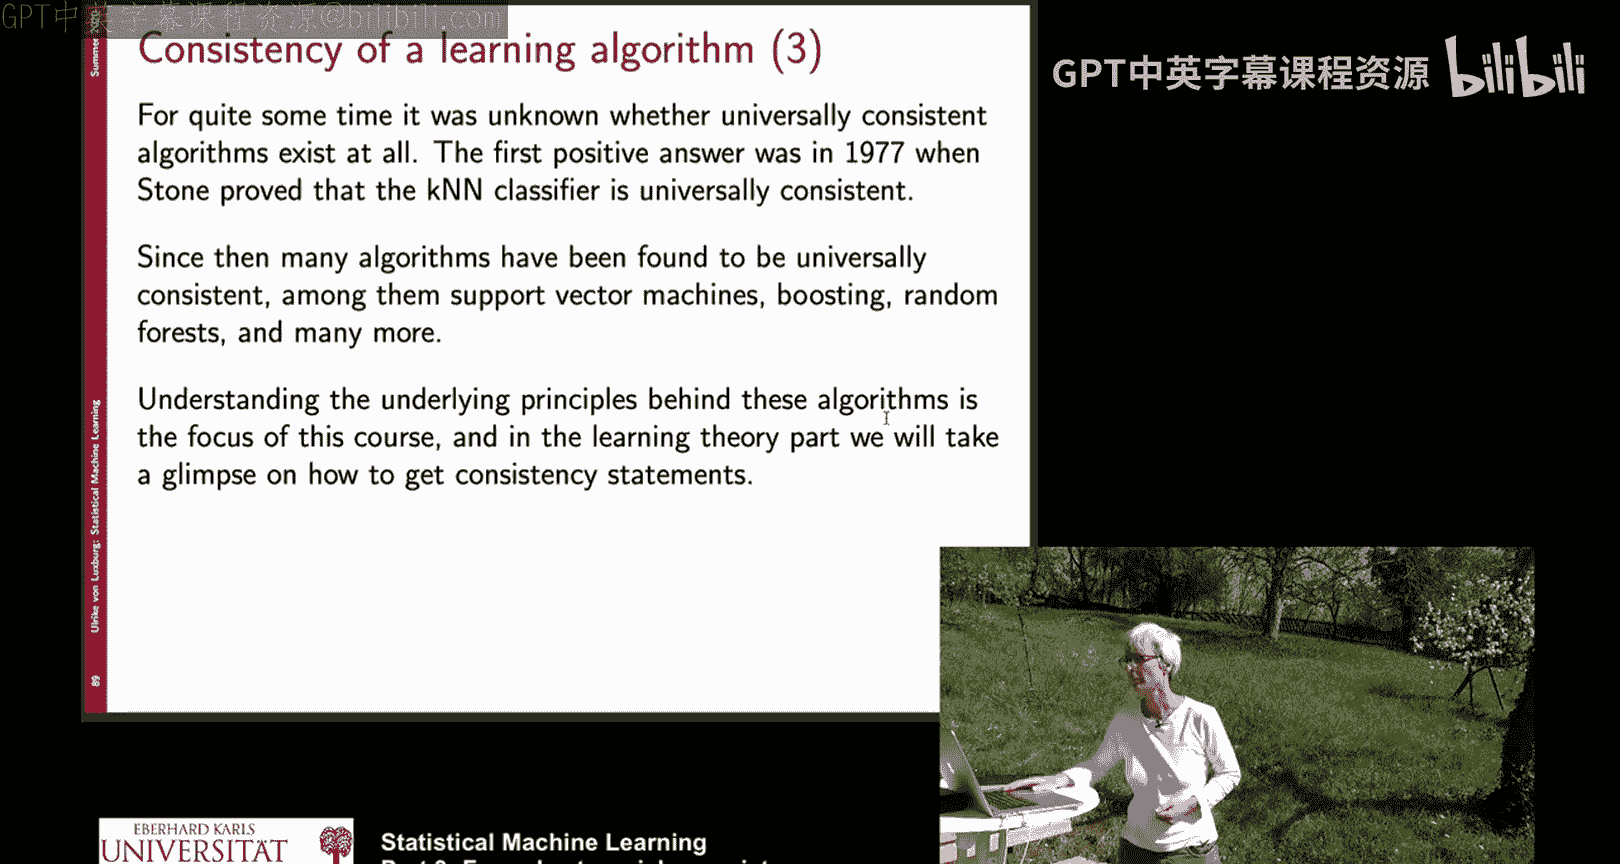 GPT中英字幕课程资源@bilibili.com
Consistency of a learning algorithm (3)
For quite some time it was unknown whether universally consistent
algorithms exist at all. The first positive answer was in 1977 when
Stone proved that the kNN classifier is universally consistent.
Since then many algorithms have been found to be universally
consistent, among them support vector machines, boosting, random
forests, and many more.
Understanding the underlying principles behind these algorithms is
the focus of this course, and in the learning theory part we will take
a glimpse on how to get consistency statements.
Summer 2020
Ulrike von Luxburg: Statistical Machine Learning
89
GPT中英字幕课程资源 bilibili
EBERHARD KARLS
UNIVERSITÄT
Statistical Machine Learning